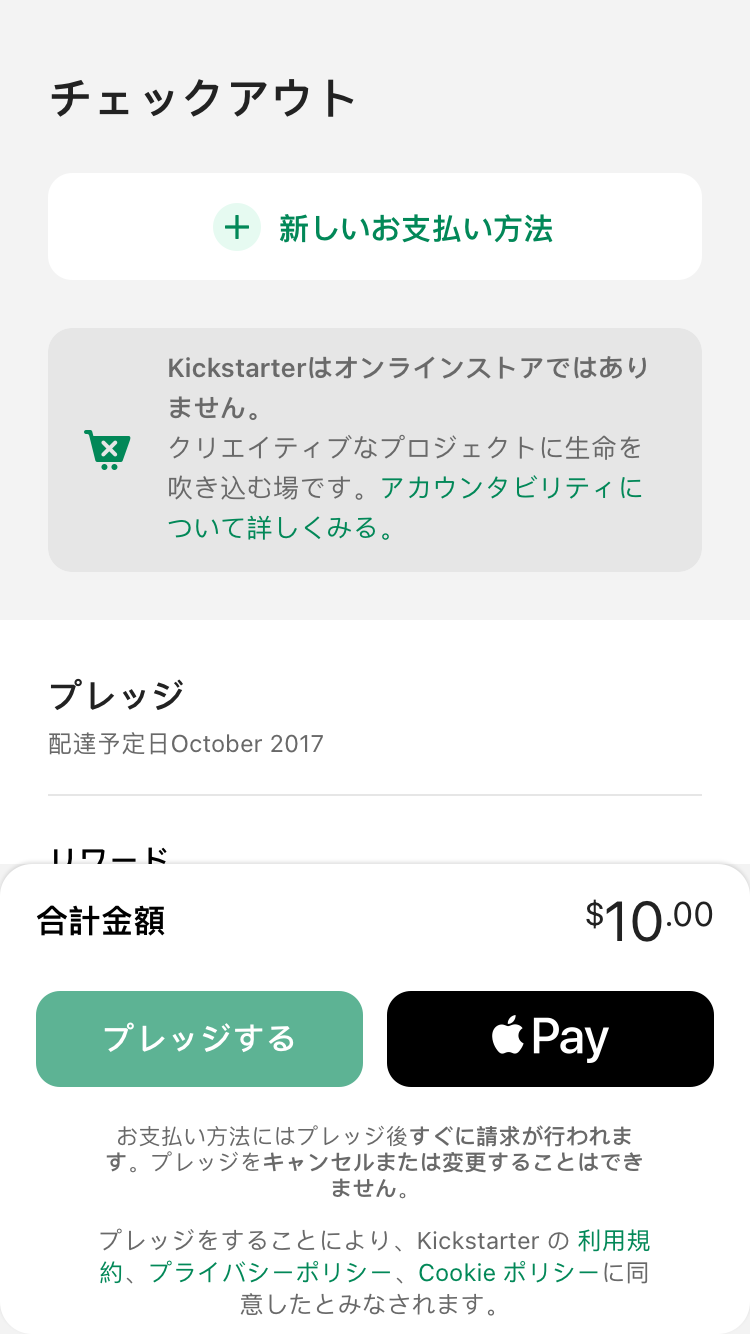 チェックアウト
新しいお支払い方法
Kickstarterはオンラインストアではあり
ません。
クリエイティブなプロジェクトに生命を
吹き込む場です。アカウンタビリティに
ついて詳しくみる。
プレッジ
配達予定日October 2017
リワード
合計金額
$10.00
プレッジする
Pay
お支払い方法にはプレッジ後すぐに請求が行われま
す。プレッジをキャンセルまたは変更することはでき
ません。
プレッジをすることにより、Kickstarter の 利用規
約、プライバシーポリシー、Cookie ポリシーに同
意したとみなされます。